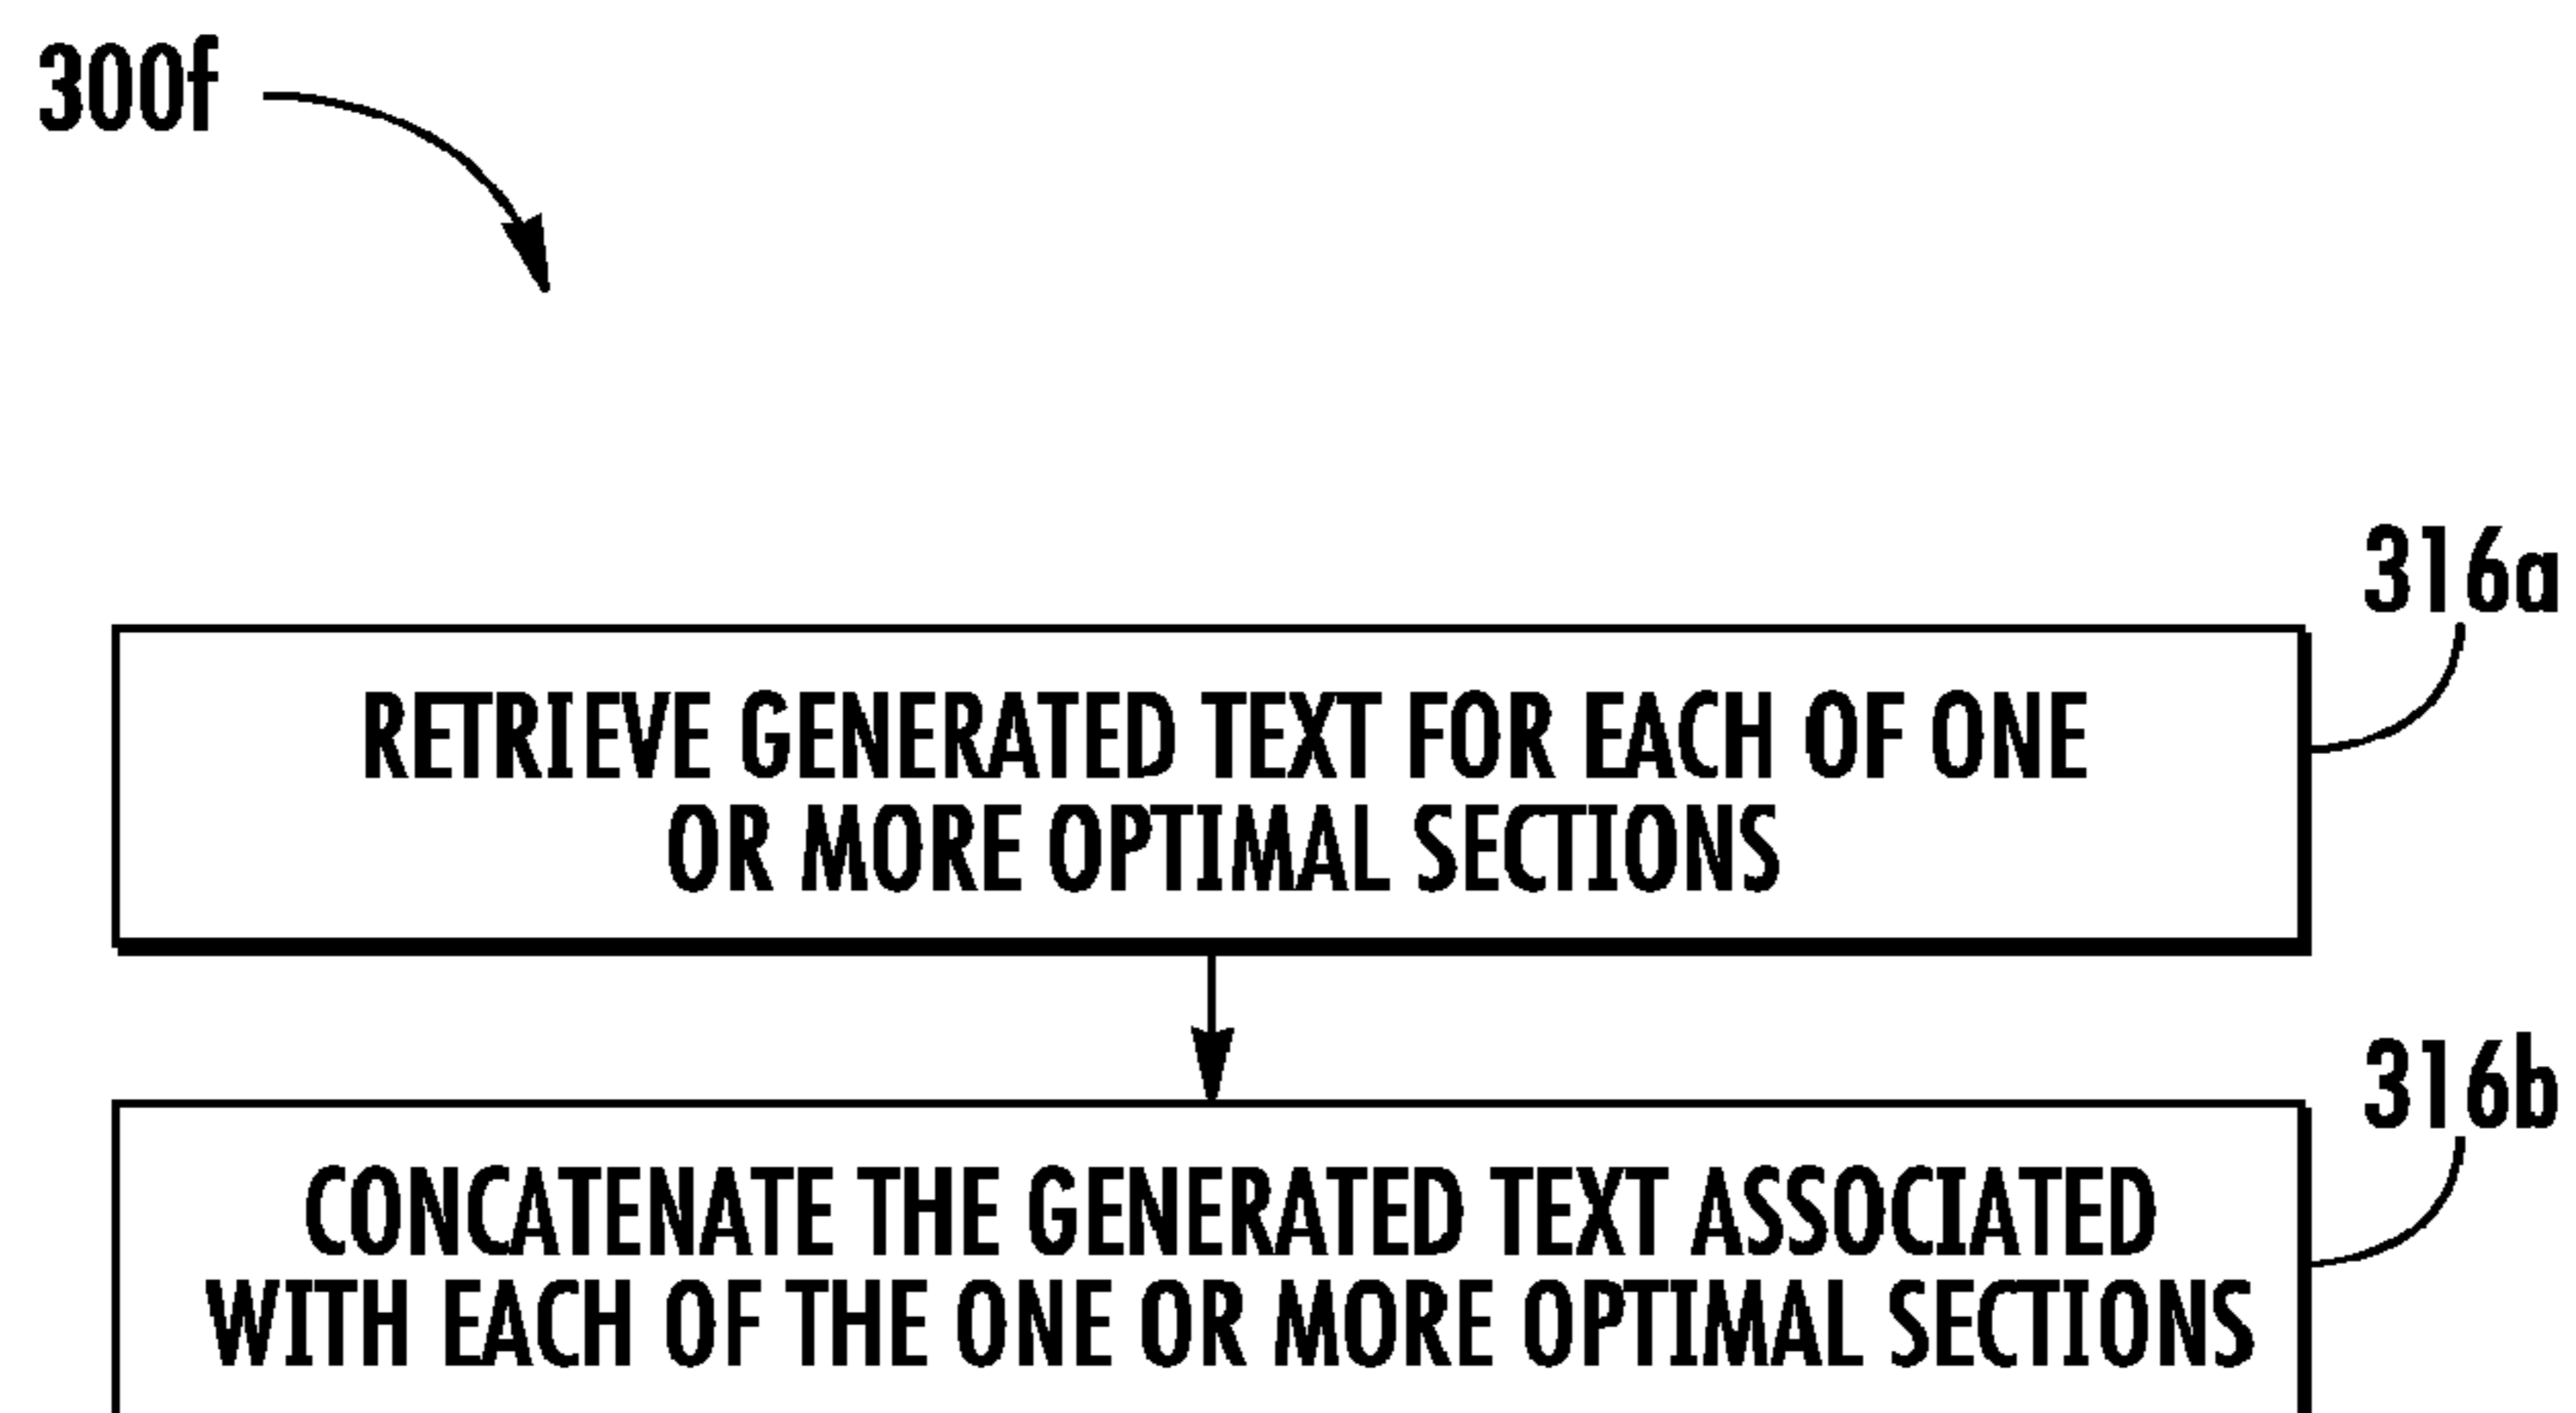 300f
316a
RETRIEVE GENERATED TEXT FOR EACH OF ONE
OR MORE OPTIMAL SECTIONS
316b
CONCATENATE THE GENERATED TEXT ASSOCIATED
WITH EACH OF THE ONE OR MORE OPTIMAL SECTIONS